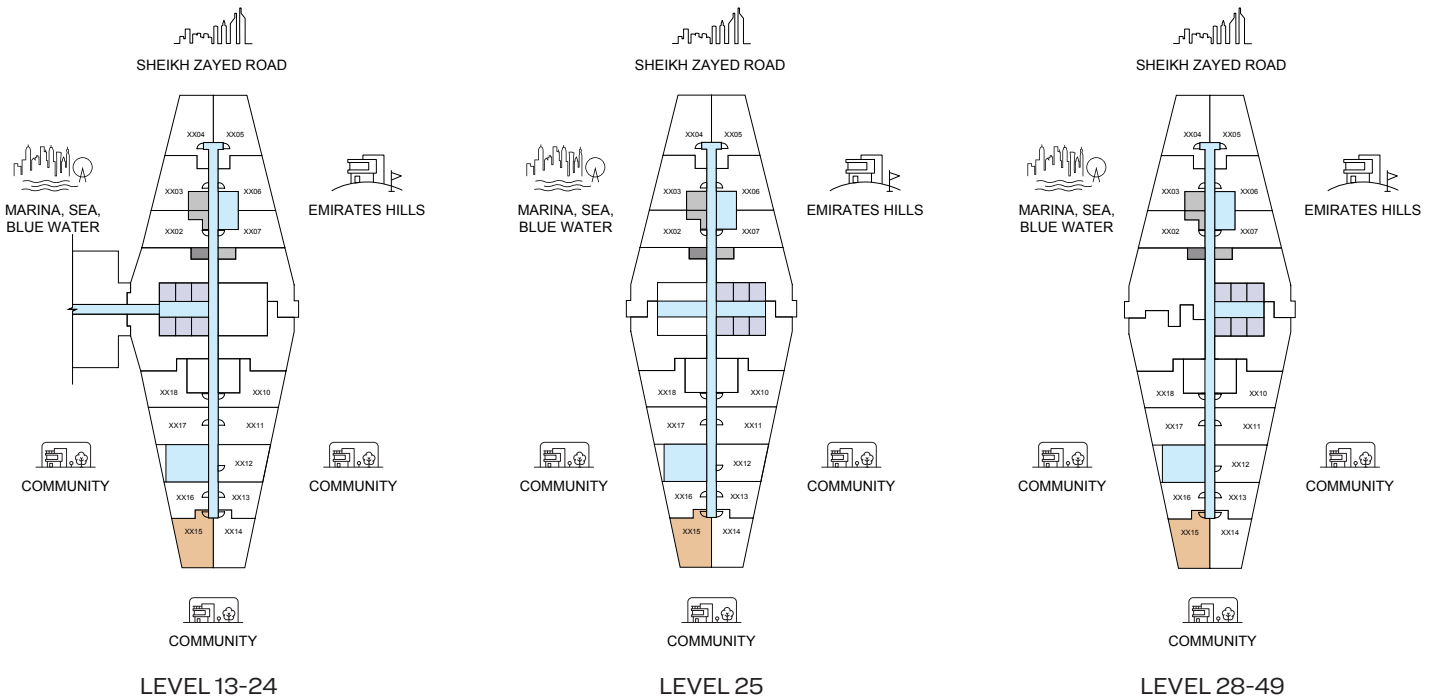 SHEIKH ZAYED ROAD
MARINA, SEA,
BLUE WATER
EMIRATES HILLS
XX04
XX05
XX03
XX06
XX02
XX07
XX18
XX10
XX17
XX11
XX12
XX16
XX13
XX15
XX14
COMMUNITY
COMMUNITY
COMMUNITY
LEVEL 13-24
SHEIKH ZAYED ROAD
MARINA, SEA,
BLUE WATER
EMIRATES HILLS
XX04
XX05
XX03
XX06
XX02
XX07
XX18
XX10
XX17
XX11
XX12
XX16
XX13
XX15
XX14
COMMUNITY
COMMUNITY
COMMUNITY
LEVEL 25
SHEIKH ZAYED ROAD
MARINA, SEA,
BLUE WATER
EMIRATES HILLS
XX04
XX05
XX03
XX06
XX02
XX07
XX18
XX10
XX17
XX11
XX12
XX16
XX13
XX15
XX14
COMMUNITY
COMMUNITY
COMMUNITY
LEVEL 28-49